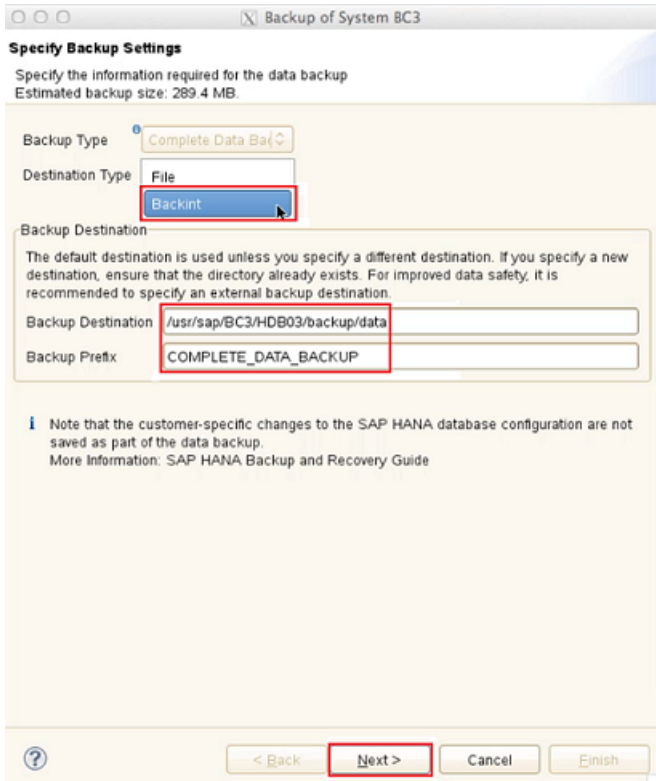 Backup of System BC3
Specify Backup Settings
Specify the information required for the data backup
Estimated backup size: 289.4 MB.
Backup Type
Complete Data Bac
Destination Type
File
Backint
Backup Destination
The default destination is used unless you specify a different destination. If you specify a new
destination, ensure that the directory already exists. For improved data safety, it is
recommended to specify an external backup destination.
Backup Destination /usr/sap/BC3/HDB03/backup/data
Backup Prefix COMPLETE_DATA_BACKUP
i Note that the customer-specific changes to the SAP HANA database configuration are not
saved as part of the data backup.
More Information: SAP HANA Backup and Recovery Guide
? < Back Next > Cancel Finish